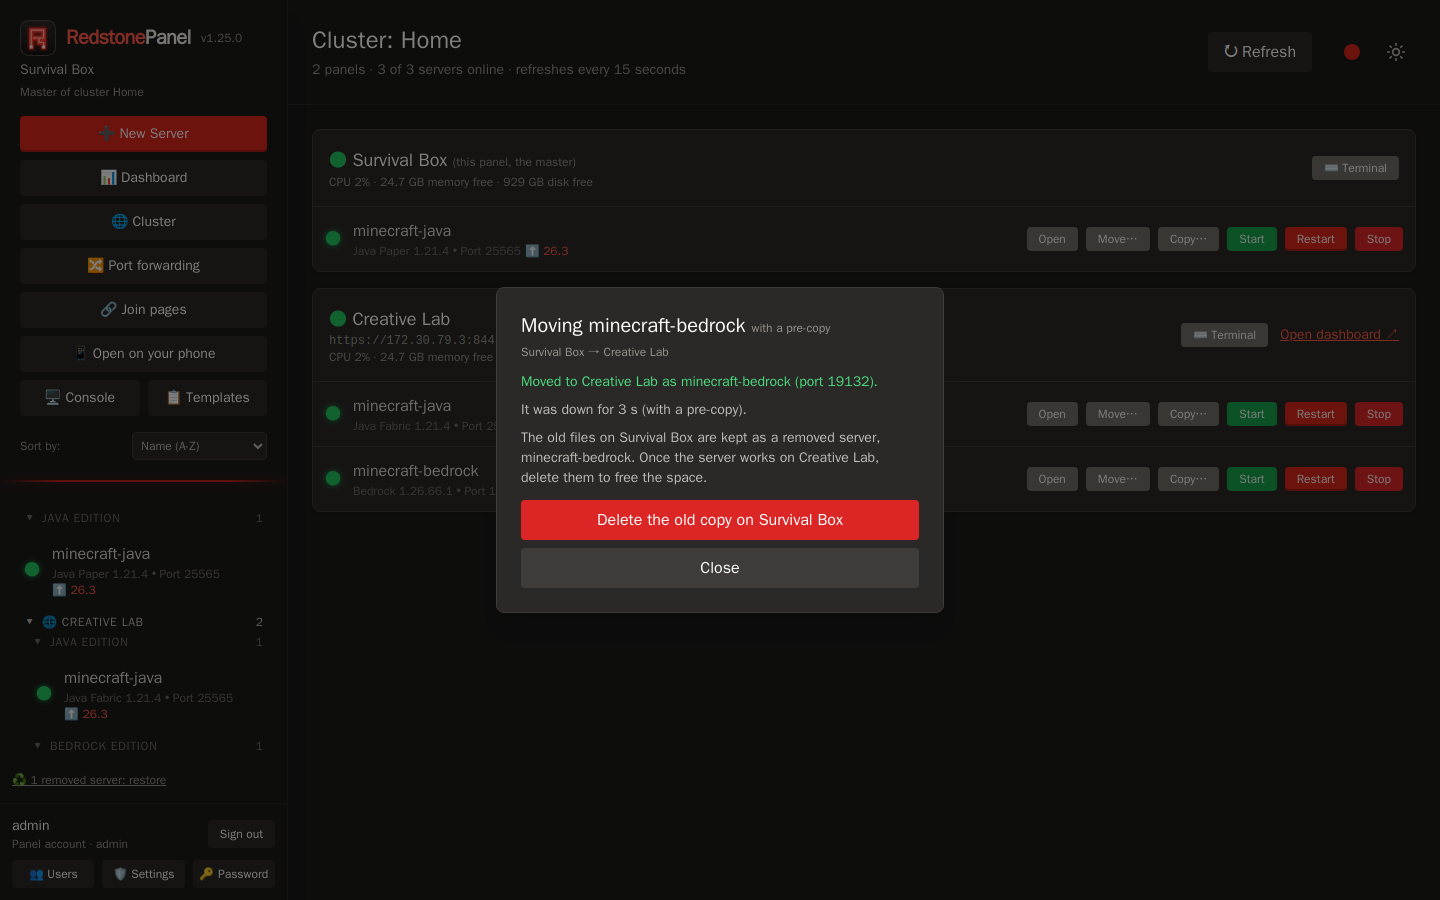 RedstonePanel v1.25.0
Survival Box
Master of cluster Home
New Server
Dashboard
Cluster
Port forwarding
Join pages
Open on your phone
Console
Templates
Sort by:
Name (A-Z)
JAVA EDITION 1
minecraft-java
Java Paper 1.21.4 • Port 25565
26.3
CREATIVE LAB 2
JAVA EDITION 1
minecraft-java
Java Fabric 1.21.4 • Port 25565
26.3
BEDROCK EDITION 1
1 removed server: restore
admin
Panel account · admin
Sign out
Users
Settings
Password
Cluster: Home
2 panels · 3 of 3 servers online · refreshes every 15 seconds
Refresh
Survival Box (this panel, the master)
CPU 2% · 24.7 GB memory free · 929 GB disk free
Terminal
minecraft-java
Java Paper 1.21.4 • Port 25565 26.3
Open Move··· Copy··· Start Restart Stop
Creative Lab
https://172.30.79.3:844
CPU 2% · 24.7 GB memory free
Terminal
Open dashboard ↗
minecraft-java
Java Fabric 1.21.4 • Port
Open Move··· Copy··· Start Restart Stop
minecraft-bedrock
Bedrock 1.26.66.1 • Port
Open Move··· Copy··· Start Restart Stop
Moving minecraft-bedrock with a pre-copy
Survival Box → Creative Lab
Moved to Creative Lab as minecraft-bedrock (port 19132).
It was down for 3 s (with a pre-copy).
The old files on Survival Box are kept as a removed server,
minecraft-bedrock. Once the server works on Creative Lab,
delete them to free the space.
Delete the old copy on Survival Box
Close